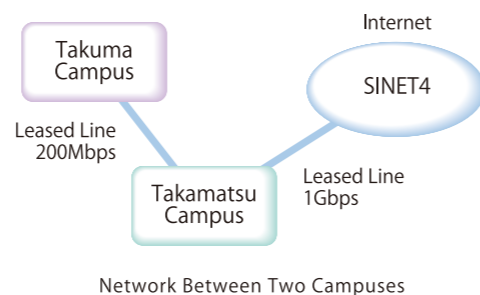 Internet
Takuma
Campus
SINET4
Leased Line
200Mbps
Leased Line
1Gbps
Takamatsu
Campus
Network Between Two Campuses